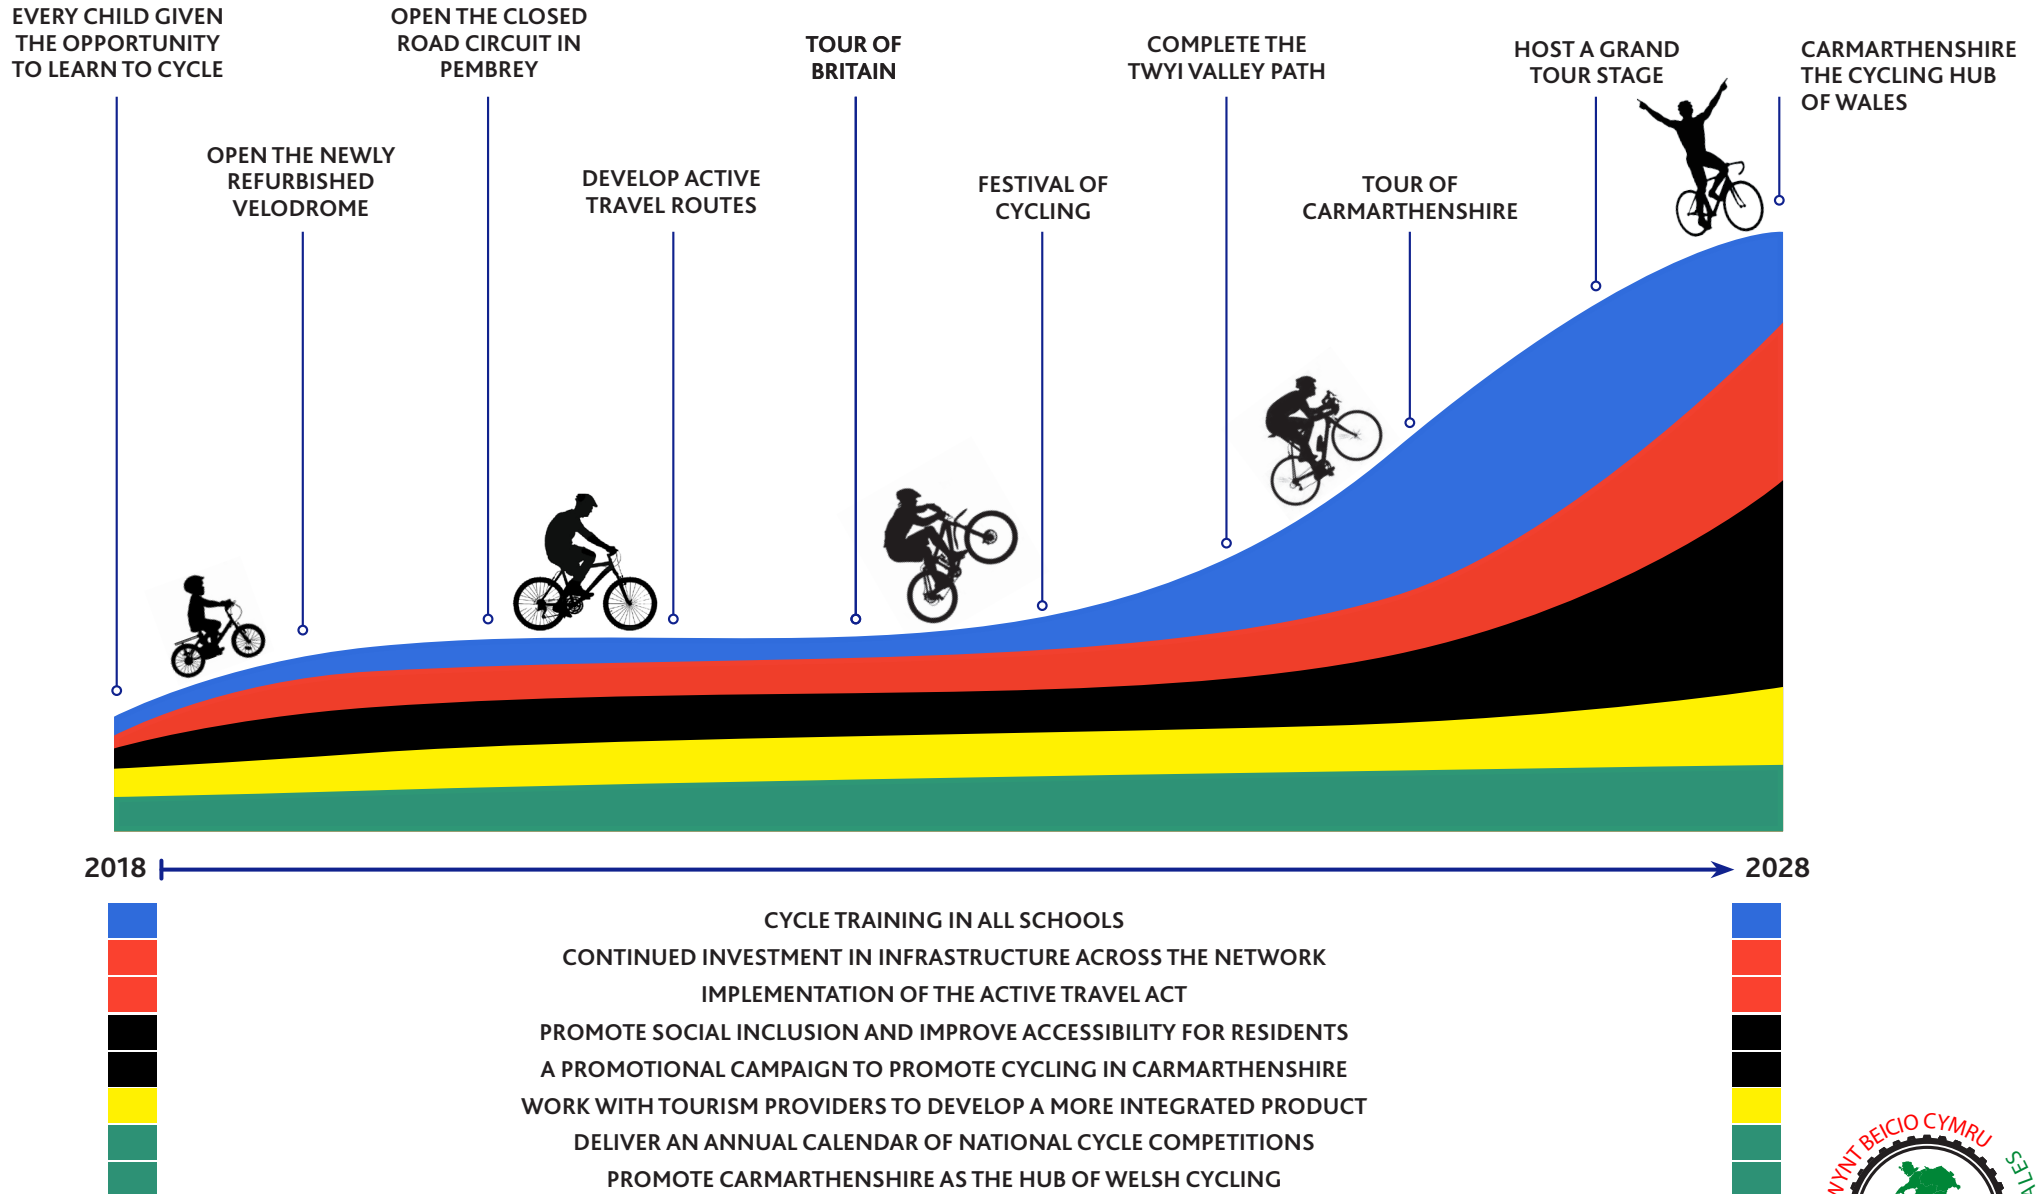 EVERY CHILD GIVEN
THE OPPORTUNITY
TO LEARN TO CYCLE
OPEN THE NEWLY
REFURBISHED
VELODROME
OPEN THE CLOSED
ROAD CIRCUIT IN
PEMBREY
DEVELOP ACTIVE
TRAVEL ROUTES
TOUR OF
BRITAIN
FESTIVAL OF
CYCLING
COMPLETE THE
TWYI VALLEY PATH
TOUR OF
CARMARTHENSHIRE
HOST A GRAND
TOUR STAGE
CARMARTHENSHIRE
THE CYCLING HUB
OF WALES
2018
2028
CYCLE TRAINING IN ALL SCHOOLS
CONTINUED INVESTMENT IN INFRASTRUCTURE ACROSS THE NETWORK
IMPLEMENTATION OF THE ACTIVE TRAVEL ACT
PROMOTE SOCIAL INCLUSION AND IMPROVE ACCESSIBILITY FOR RESIDENTS
A PROMOTIONAL CAMPAIGN TO PROMOTE CYCLING IN CARMARTHENSHIRE
WORK WITH TOURISM PROVIDERS TO DEVELOP A MORE INTEGRATED PRODUCT
DELIVER AN ANNUAL CALENDAR OF NATIONAL CYCLE COMPETITIONS
PROMOTE CARMARTHENSHIRE AS THE HUB OF WELSH CYCLING
BEICIO CYMRU